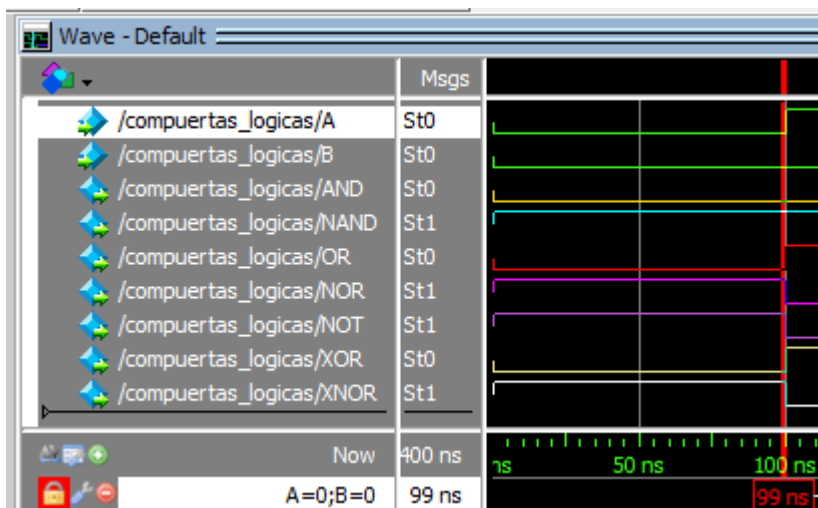 Wave - Default
Msgs
/compuertas_logicas/A St0
/compuertas_logicas/B St0
/compuertas_logicas/AND St0
/compuertas_logicas/NAND St1
/compuertas_logicas/OR St0
/compuertas_logicas/NOR St1
/compuertas_logicas/NOT St1
/compuertas_logicas/XOR St0
/compuertas_logicas/XNOR St1
Now 400 ns ns 50 ns 100 ns
A=0;B=0 99 ns 99 ns